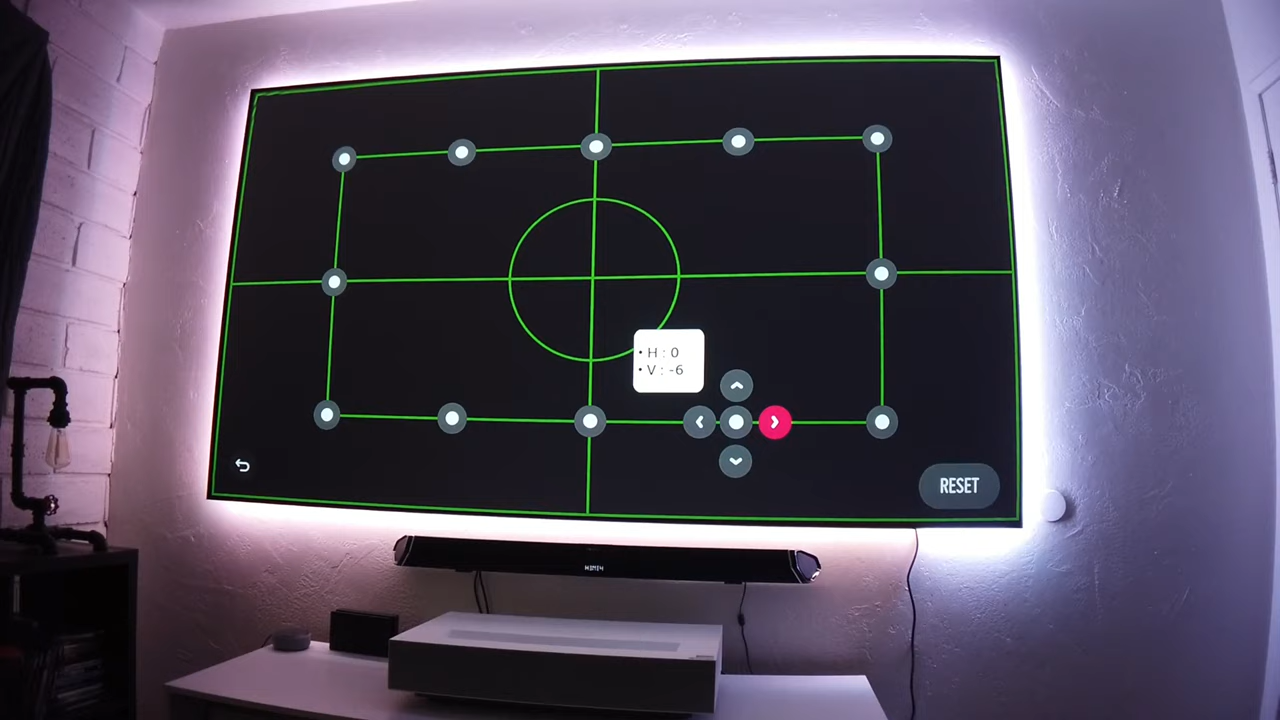 • H : 0
• V : -6
RESET